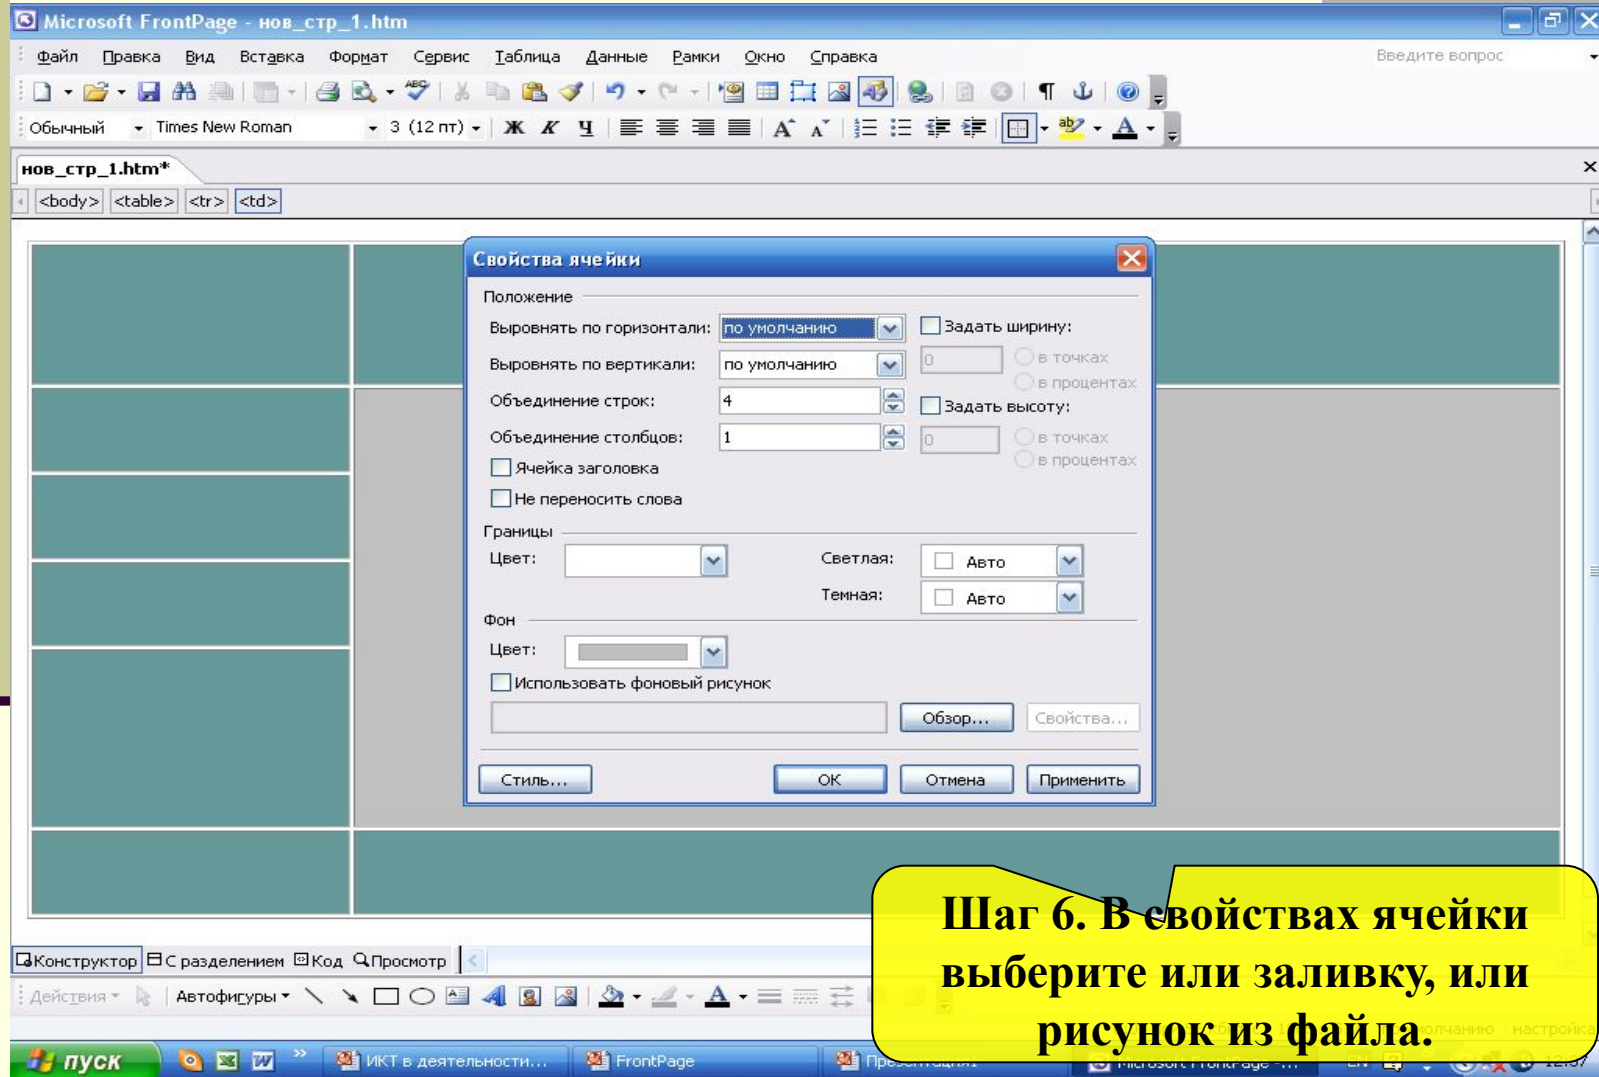 Microsoft FrontPage - нов_стр_1.htm
Файл Правка Вид Вставка Формат Сервис Таблица Данные Рамки Окно Справка Введите вопрос
Обычный Times New Roman 3 (12 пт) Ж К Ч
нов_стр_1.htm*
<body> <table> <tr> <td>
Свойства ячейки
Положение
Выровнять по горизонтали: по умолчанию Задать ширину:
0 в точках
Выровнять по вертикали: по умолчанию
в процентах
Объединение строк: 4 Задать высоту:
Объединение столбцов: 1 0 в точках
в процентах
Ячейка заголовка
Не переносить слова
Границы
Цвет: Светлая: Авто
Темная: Авто
Фон
Цвет:
Использовать фоновый рисунок
Обзор... Свойства...
Стиль... ОК Отмена Применить
Шаг 6. В свойствах ячейки
выберите или заливку, или
рисунок из файла.
Конструктор С разделением Код Просмотр
Действия Автофигуры
пуск ИКТ в деятельности... FrontPage